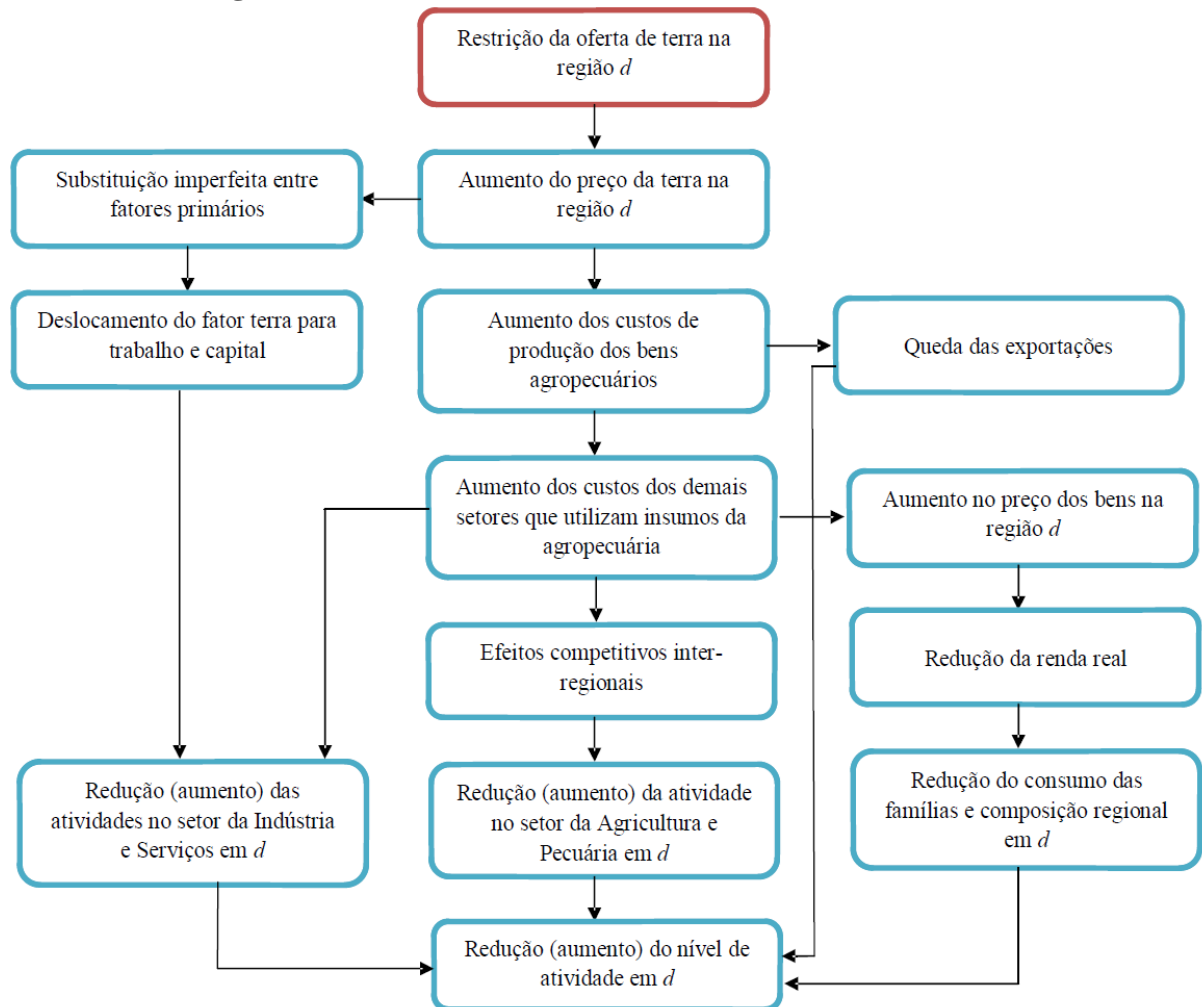 Restrição da oferta de terra na
região d
Substituição imperfeita entre
fatores primários
Aumento do preço da terra na
região d
Deslocamento do fator terra para
trabalho e capital
Aumento dos custos de
produção dos bens
agropecuários
Queda das exportações
Aumento dos custos dos demais
setores que utilizam insumos da
agropecuária
Aumento no preço dos bens na
região d
Efeitos competitivos inter-
regionais
Redução da renda real
Redução (aumento) das
atividades no setor da Indústria
e Serviços em d
Redução (aumento) da atividade
no setor da Agricultura e
Pecuária em d
Redução do consumo das
famílias e composição regional
em d
Redução (aumento) do nível de
atividade em d